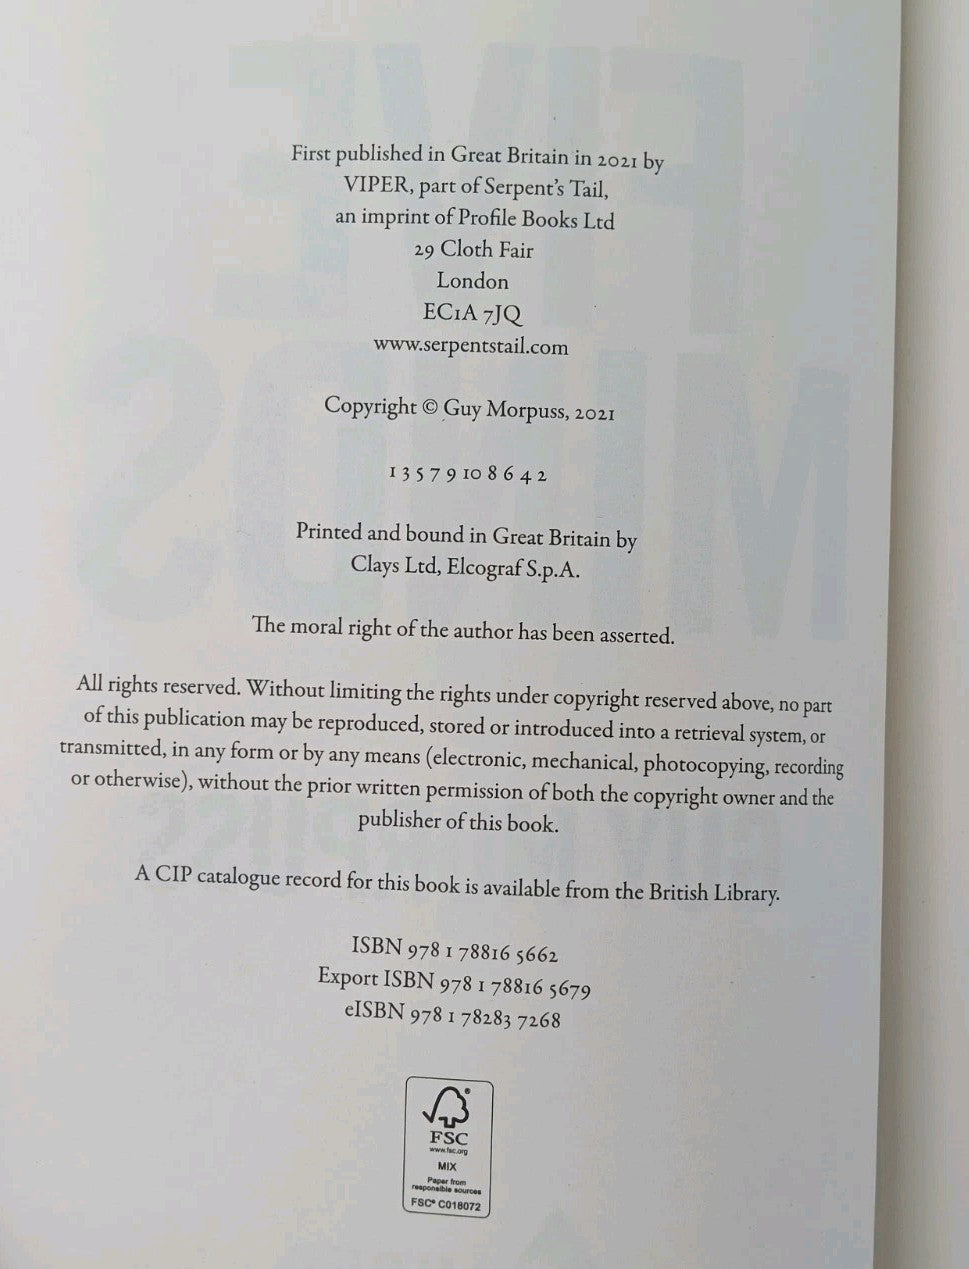 First published in Great Britain in 2021 by
VIPER, part of Serpent's Tail,
an imprint of Profile Books Ltd
29 Cloth Fair
London
EC1A 7JQ
www.serpentstail.com
Copyright © Guy Morpuss, 2021
1 3 5 7 9 10 8 6 4 2
Printed and bound in Great Britain by
Clays Ltd, Elcograf S.p.A.
The moral right of the author has been asserted.
All rights reserved. Without limiting the rights under copyright reserved above, no part
of this publication may be reproduced, stored or introduced into a retrieval system, or
transmitted, in any form or by any means (electronic, mechanical, photocopying, recording
or otherwise), without the prior written permission of both the copyright owner and the
publisher of this book.
A CIP catalogue record for this book is available from the British Library.
ISBN 978 1 78816 5662
Export ISBN 978 1 78816 5679
eISBN 978 1 78283 7268
FSC
www.fsc.org
MIX
Paper from
responsible sources
FSC® C018072